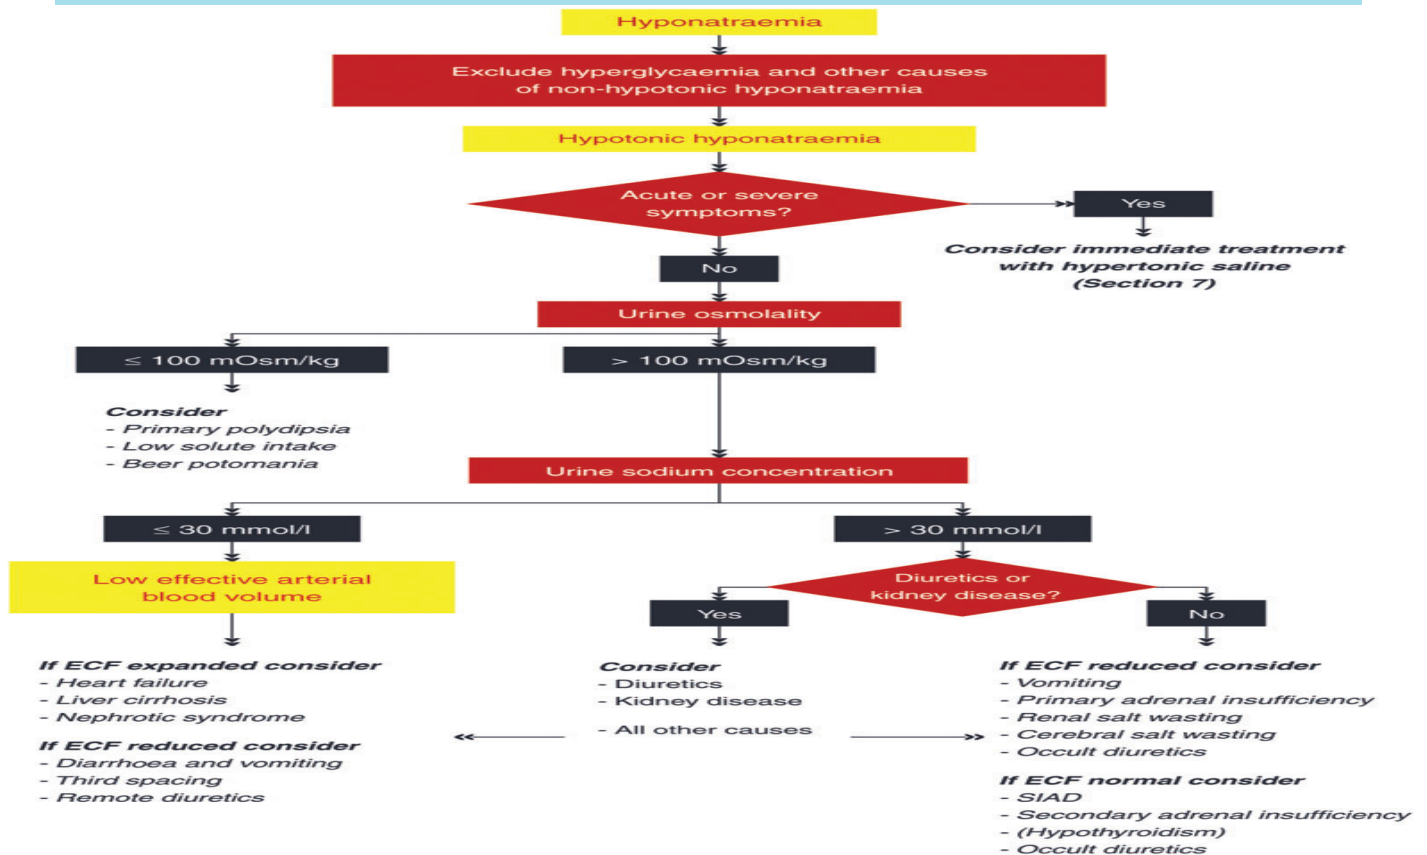 Hyponatraemia
Exclude hyperglycaemia and other causes
of non-hypotonic hyponatraemia
Hypotonic hyponatraemia
Acute or severe
symptoms?
Yes
Consider immediate treatment
with hypertonic saline
(Section 7)
No
Urine osmolality
≤ 100 mOsm/kg
> 100 mOsm/kg
Consider
- Primary polydipsia
- Low solute intake
- Beer potomania
Urine sodium concentration
≤ 30 mmol/l
> 30 mmol/l
Low effective arterial
blood volume
Diuretics or
kidney disease?
Yes
No
If ECF expanded consider
- Heart failure
- Liver cirrhosis
- Nephrotic syndrome
If ECF reduced consider
- Diarrhoea and vomiting
- Third spacing
- Remote diuretics
Consider
- Diuretics
- Kidney disease
- All other causes
If ECF reduced consider
- Vomiting
- Primary adrenal insufficiency
- Renal salt wasting
- Cerebral salt wasting
- Occult diuretics
If ECF normal consider
- SIAD
- Secondary adrenal insufficiency
- (Hypothyroidism)
- Occult diuretics